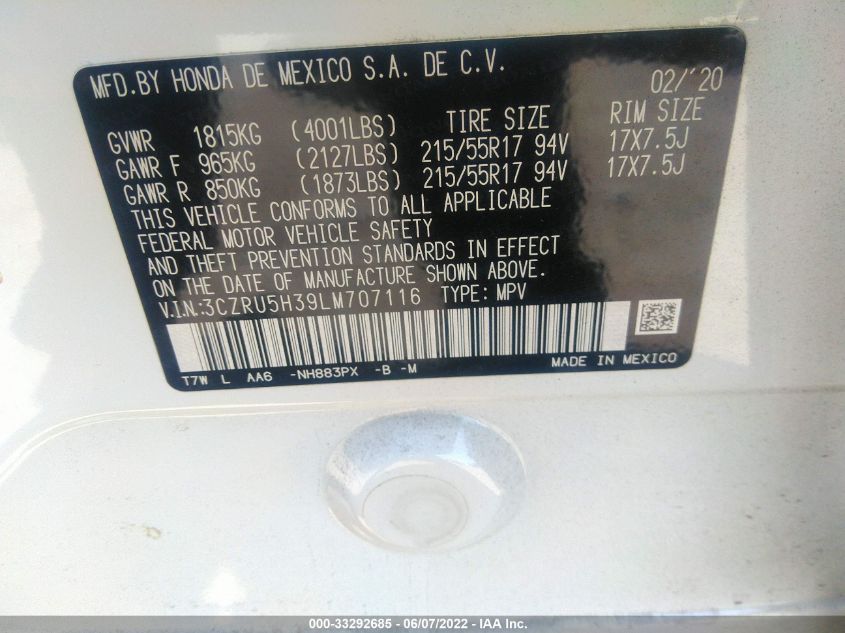 MFD.BY HONDA DE MEXICO S.A. DE C.V. 02/'20
GVWR 1815KG (4001LBS) TIRE SIZE RIM SIZE
GAWR F 965KG (2127LBS) 215/55R17 94V 17X7.5J
GAWR R 850KG (1873LBS) 215/55R17 94V 17X7.5J
THIS VEHICLE CONFORMS TO ALL APPLICABLE
FEDERAL MOTOR VEHICLE SAFETY
AND THEFT PREVENTION STANDARDS IN EFFECT
ON THE DATE OF MANUFACTURE SHOWN ABOVE.
V.IN:3CZRU5H39LM707116 TYPE: MPV
T7W L AA6 -NH883PX -B -M MADE IN MEXICO
000-33292685 - 06/07/2022 - IAA Inc.